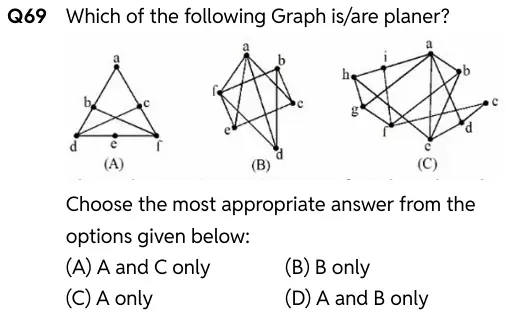 Q69 Which of the following Graph is/are planer?
a
b
c
d
e
f
(A)
a
b
f
c
e
d
(B)
a
i
h
b
g
c
f
d
e
(C)
Choose the most appropriate answer from the
options given below:
(A) A and C only
(B) B only
(C) A only
(D) A and B only